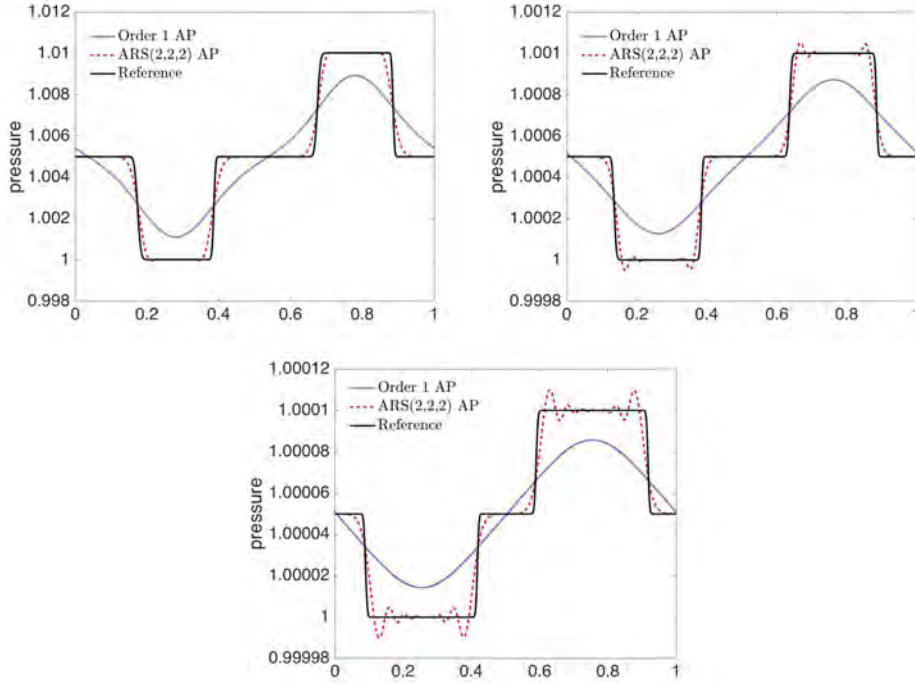 1.012
1.01
1.008
1.006
1.004
1.002
1
0.998
pressure
Order 1 AP
ARS(2,2,2) AP
Reference
0 0.2 0.4 0.6 0.8 1
1.0012
1.001
1.0008
1.0006
1.0004
1.0002
1
0.9998
pressure
Order 1 AP
ARS(2,2,2) AP
Reference
0 0.2 0.4 0.6 0.8 1
1.00012
1.0001
1.00008
1.00006
1.00004
1.00002
1
0.99998
pressure
Order 1 AP
ARS(2,2,2) AP
Reference
0 0.2 0.4 0.6 0.8 1